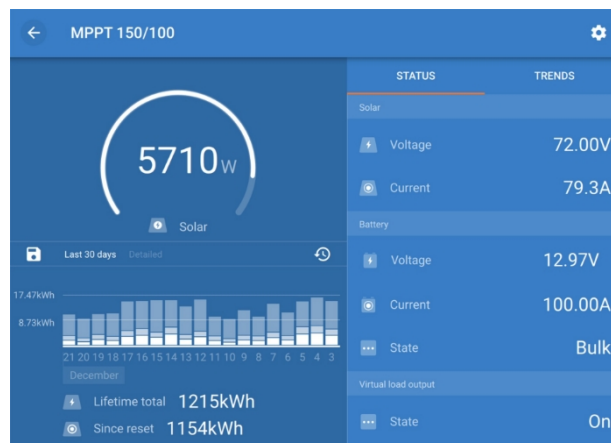 MPPT 150/100
5710W
Solar
Last 30 days Detailed
17.47kWh
8.73kWh
21 20 19 18 17 16 15 14 13 12 11 10 9 8 7 6 5 4 3
December
Lifetime total 1215kWh
Since reset 1154kWh
STATUS TRENDS
Solar
Voltage 72.00V
Current 79.3A
Battery
Voltage 12.97V
Current 100.00A
State Bulk
Virtual load output
State On